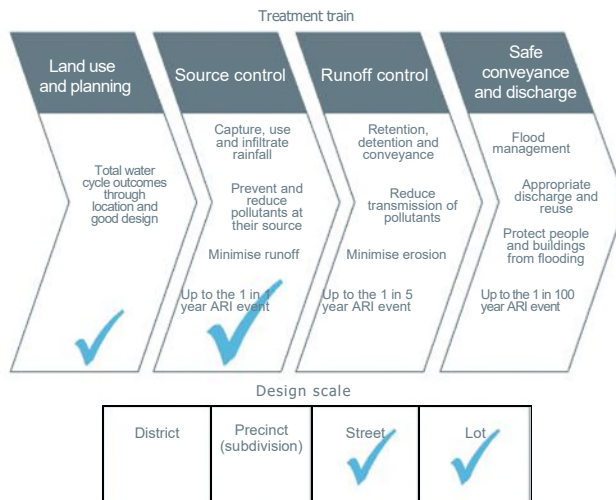 Treatment train
Land use
and planning
Total water
cycle outcomes
through
location and
good design
Source control
Capture, use
and infiltrate
rainfall
Prevent and
reduce
pollutants at
their source
Minimise runoff
Up to the 1 in 1
year ARI event
Runoff control
Retention,
detention and
conveyance
Reduce
transmission of
pollutants
Minimise erosion
Up to the 1 in 5
year ARI event
Safe
conveyance
and discharge
Flood
management
Appropriate
discharge and
reuse
Protect people
and buildings
from flooding
Up to the 1 in 100
year ARI event
Design scale
District
Precinct
(subdivision)
Street
Lot